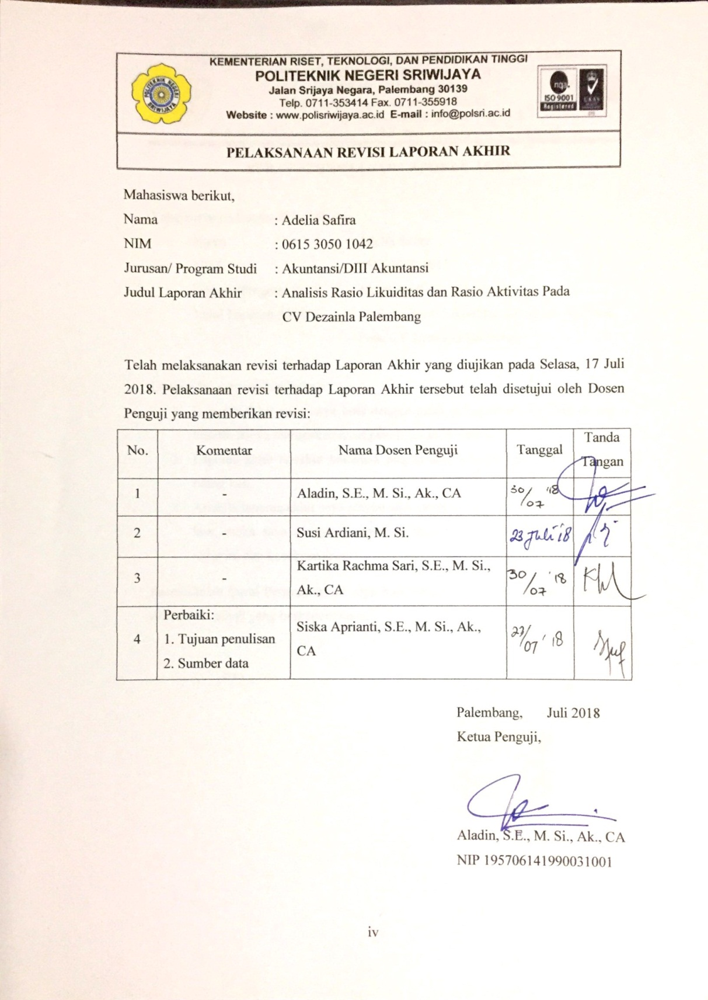 KEMENTERIAN RISET, TEKNOLOGI, DAN PENDIDIKAN TINGGI
POLITEKNIK NEGERI SRIWIJAYA
Jalan Srijaya Negara, Palembang 30139
Telp. 0711-353414 Fax. 0711-355918
Website : www.polisriwijaya.ac.id E-mail : info@polsri.ac.id
POLITEKNIK NEGERI
SRIWIJAYA
nqa.
ISO 9001
Registered
UKAS
PELAKSANAAN REVISI LAPORAN AKHIR
Mahasiswa berikut,
Nama : Adelia Safira
NIM : 0615 3050 1042
Jurusan/ Program Studi : Akuntansi/DIII Akuntansi
Judul Laporan Akhir : Analisis Rasio Likuiditas dan Rasio Aktivitas Pada
CV Dezainla Palembang
Telah melaksanakan revisi terhadap Laporan Akhir yang diujikan pada Selasa, 17 Juli
2018. Pelaksanaan revisi terhadap Laporan Akhir tersebut telah disetujui oleh Dosen
Penguji yang memberikan revisi:
No. Komentar Nama Dosen Penguji Tanggal Tanda
Tangan
1 - Aladin, S.E., M. Si., Ak., CA 30/07 '18
2 - Susi Ardiani, M. Si. 23 Juli '18
3 - Kartika Rachma Sari, S.E., M. Si.,
Ak., CA 30/07 '18
4 Perbaiki:
1. Tujuan penulisan
2. Sumber data
Siska Aprianti, S.E., M. Si., Ak.,
CA
/07 '18
Palembang, Juli 2018
Ketua Penguji,
Aladin, S.E., M. Si., Ak., CA
NIP 195706141990031001
iv